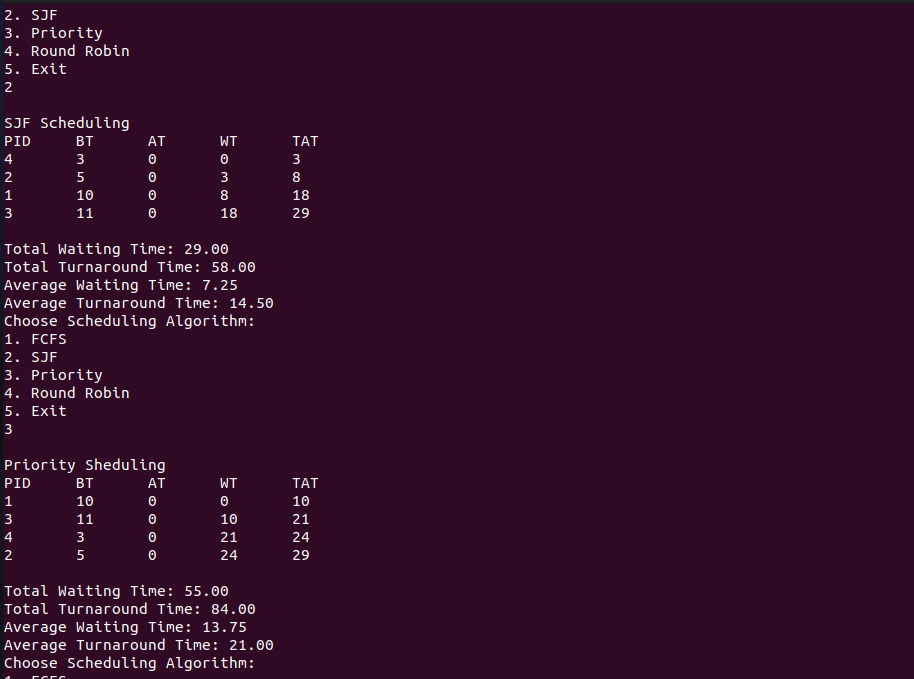 2. SJF
3. Priority
4. Round Robin
5. Exit
2
SJF Scheduling
PID BT AT WT TAT
4 3 0 0 3
2 5 0 3 8
1 10 0 8 18
3 11 0 18 29
Total Waiting Time: 29.00
Total Turnaround Time: 58.00
Average Waiting Time: 7.25
Average Turnaround Time: 14.50
Choose Scheduling Algorithm:
1. FCFS
2. SJF
3. Priority
4. Round Robin
5. Exit
3
Priority Sheduling
PID BT AT WT TAT
1 10 0 0 10
3 11 0 10 21
4 3 0 21 24
2 5 0 24 29
Total Waiting Time: 55.00
Total Turnaround Time: 84.00
Average Waiting Time: 13.75
Average Turnaround Time: 21.00
Choose Scheduling Algorithm:
1. FCFS